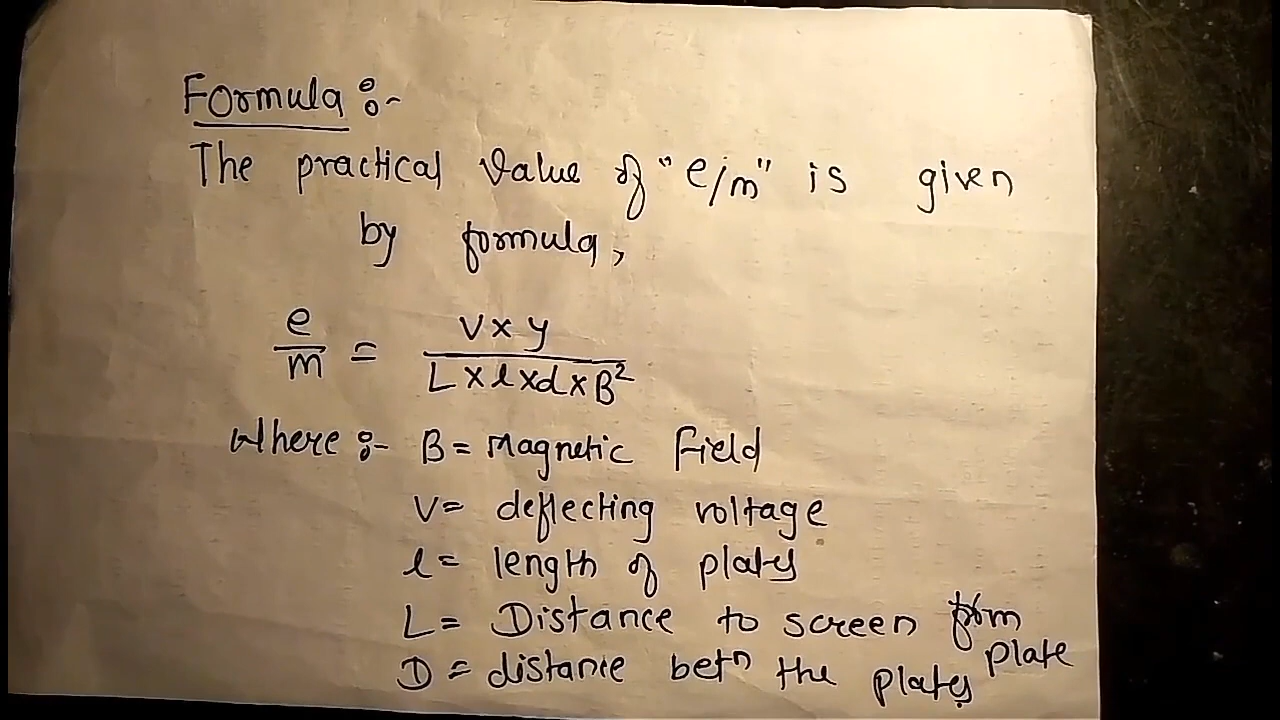 Formula :-
The practical value of "e/m" is given
by formula,
e/m = V x y / L x l x d x B²
Where :- B = Magnetic Field
V = deflecting voltage
l = length of plates
L = Distance to screen from plate
D = distance betⁿ the plates